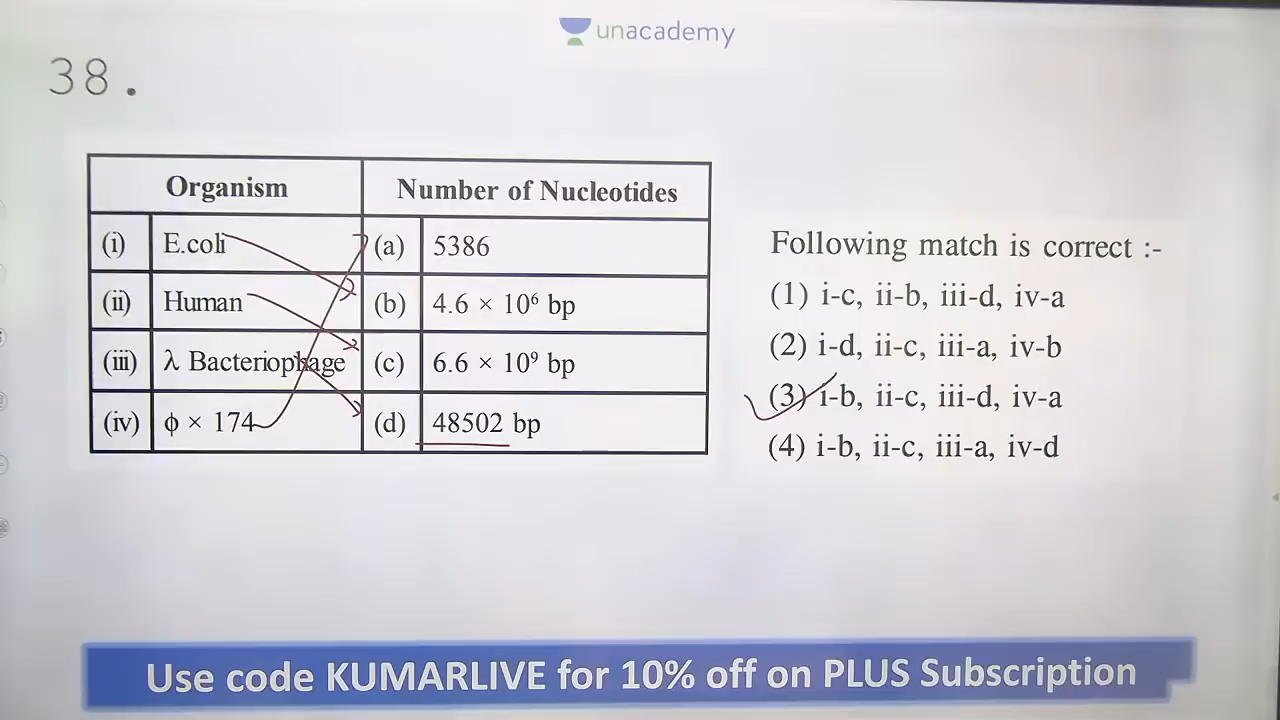 unacademy
38.
Organism Number of Nucleotides
(i) E.coli (a) 5386
(ii) Human (b) 4.6 × 10⁶ bp
(iii) λ Bacteriophage (c) 6.6 × 10⁹ bp
(iv) ϕ × 174 (d) 48502 bp
Following match is correct :-
(1) i-c, ii-b, iii-d, iv-a
(2) i-d, ii-c, iii-a, iv-b
(3) i-b, ii-c, iii-d, iv-a
(4) i-b, ii-c, iii-a, iv-d
Use code KUMARLIVE for 10% off on PLUS Subscription